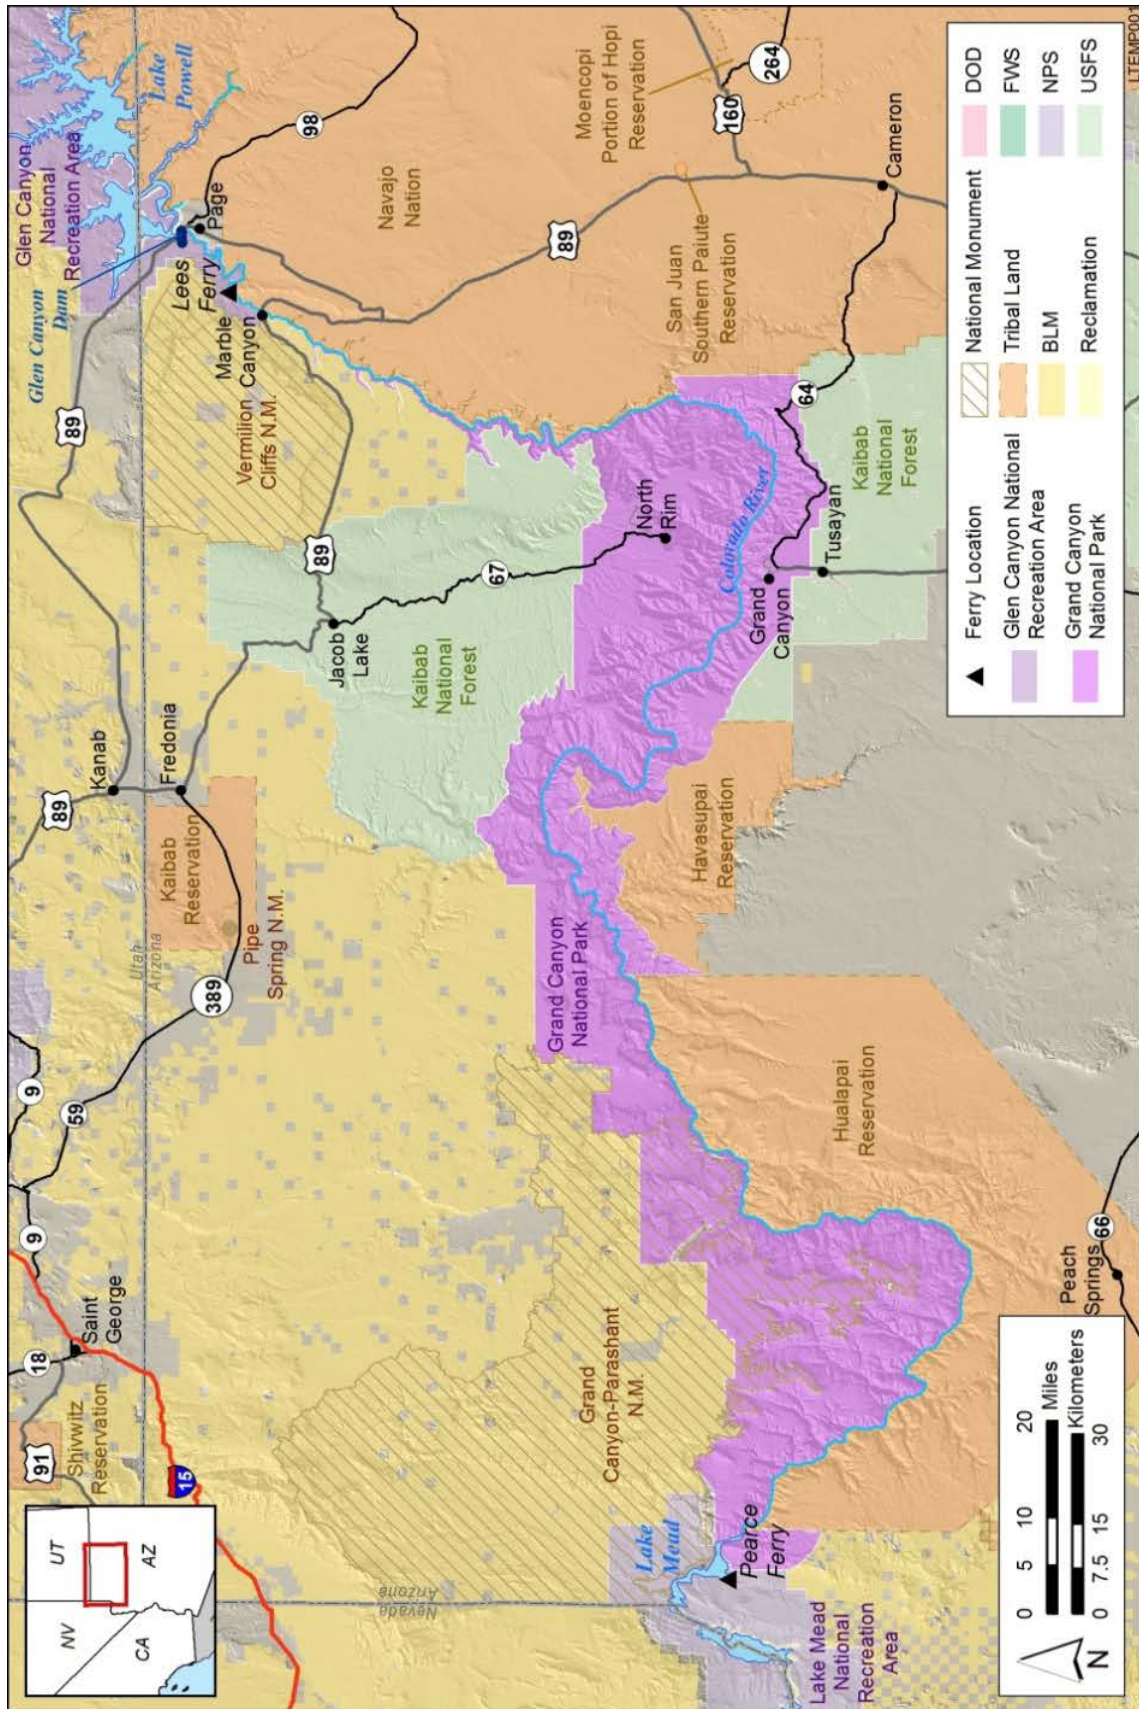 UT
NV
AZ
CA
91
Shivwitz
Reservation
18
Saint
George
15
9
59
9
389
Utah
Arizona
Kaibab
Reservation
Pipe
Spring N.M.
89
Kanab
Fredonia
89
Jacob
Lake
89
67
Kaibab
National
Forest
Vermilion
Cliffs N.M.
Marble
Canyon
Lees
Ferry
Glen Canyon
Dam
Glen Canyon
National
Recreation Area
Lake
Powell
Page
98
Navajo
Nation
89
Nevada
Arizona
Grand
Canyon-Parashant
N.M.
Grand Canyon
National Park
North
Rim
Colorado River
Grand
Canyon
Tusayan
64
Kaibab
National
Forest
San Juan
Southern Paiute
Reservation
Moencopi
Portion of Hopi
Reservation
160
264
Cameron
Havasupai
Reservation
Hualapai
Reservation
Lake
Mead
Pearce
Ferry
Lake Mead
National
Recreation
Area
Peach
Springs
66
N
0 5 10 20
Miles
Kilometers
0 7.5 15 30
Ferry Location
Glen Canyon National
Recreation Area
Grand Canyon
National Park
National Monument
Tribal Land
BLM
Reclamation
DOD
FWS
NPS
USFS
LTEMP001